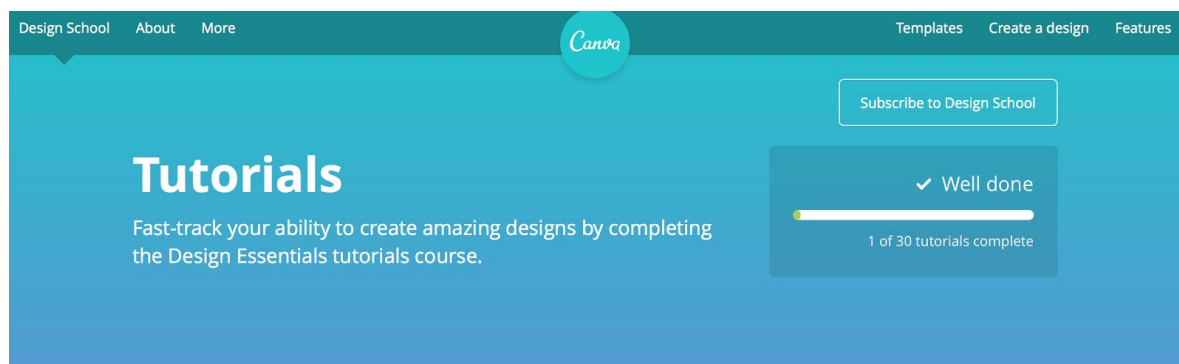 Design School About More Canva Templates Create a design Features
Subscribe to Design School
Tutorials
Well done
Fast-track your ability to create amazing designs by completing
the Design Essentials tutorials course.
1 of 30 tutorials complete